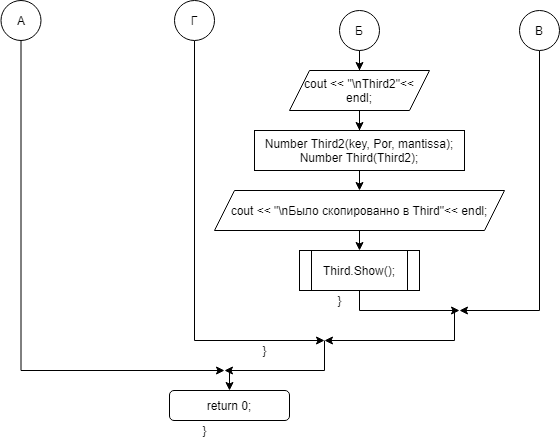 А
Г
Б
В
cout << "\nThird2"<<
endl;
Number Third2(key, Por, mantissa);
Number Third(Third2);
cout << "\nБыло скопированно в Third"<< endl;
Third.Show();
}
}
return 0;
}